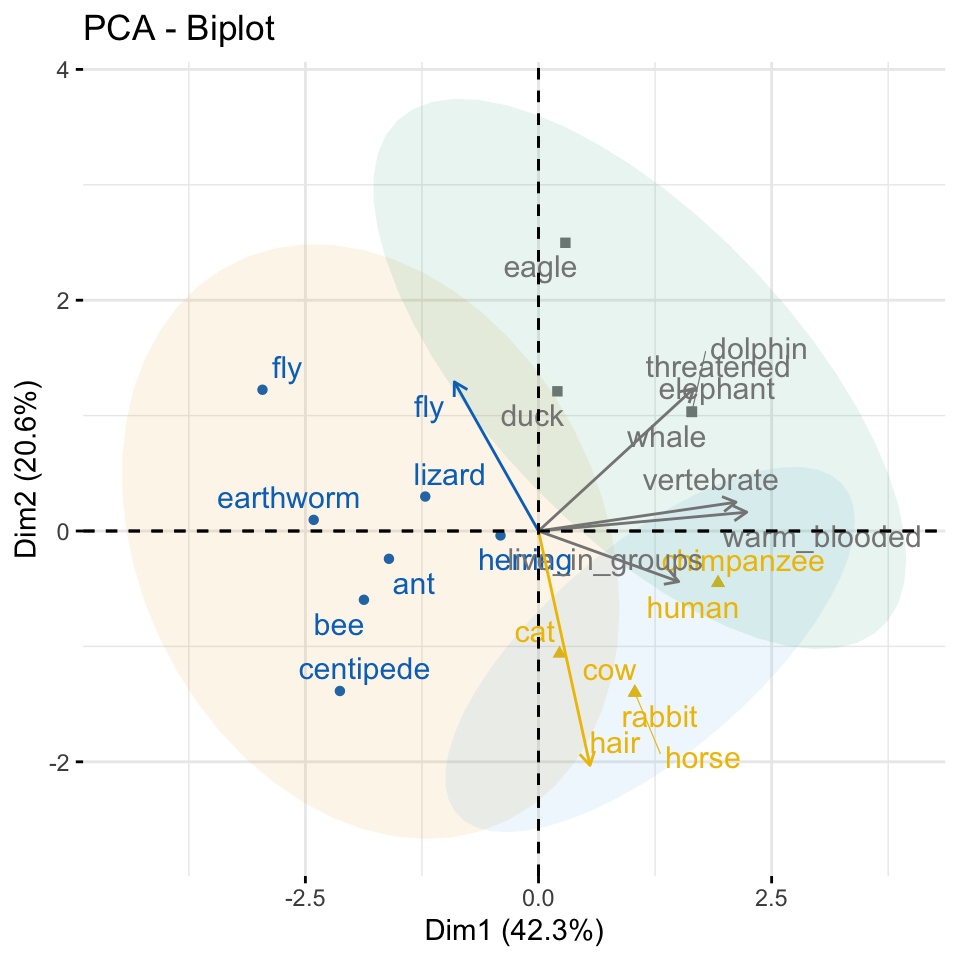 PCA - Biplot
4
2
0
-2
Dim2 (20.6%)
eagle
dolphin
threatened
elephant
fly
fly
duck
whale
lizard
vertebrate
earthworm
warm_blooded
herring
live_in_groups
chimpanzee
ant
human
bee
cat
centipede
cow
rabbit
hair
horse
-2.5
0.0
2.5
Dim1 (42.3%)